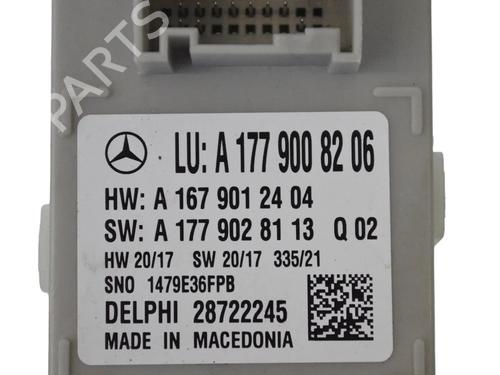 PARTS
LU: A 177 900 82 06
HW: A 167 901 24 04
SW: A 177 902 81 13 Q 02
HW 20/17 SW 20/17 335/21
SNO 1479E36FPB
DELPHI 28722245
MADE IN MACEDONIA